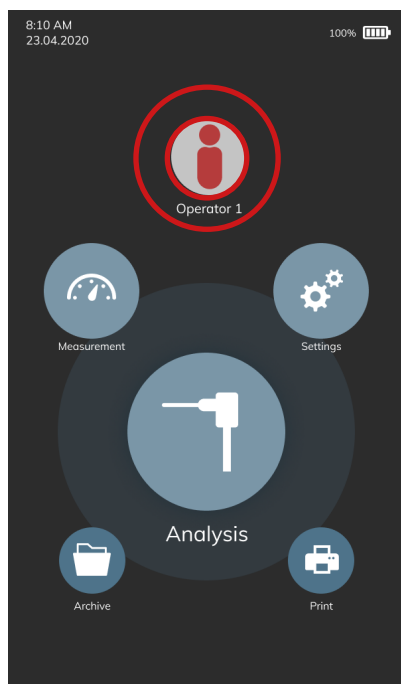 8:10 AM
23.04.2020
100%
Operator 1
Measurement
Settings
Analysis
Archive
Print